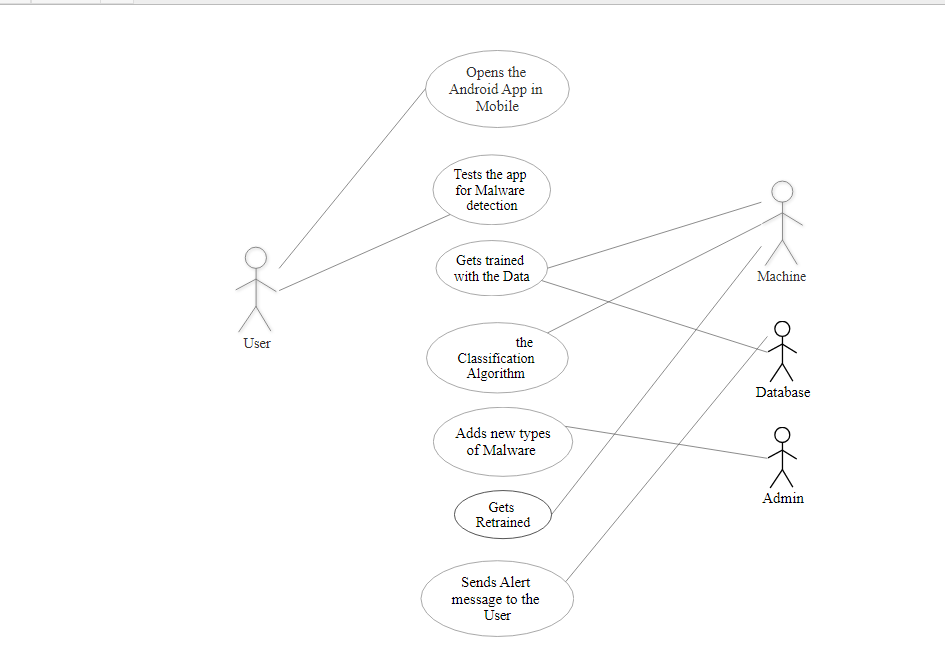 Opens the
Android App in
Mobile
Tests the app
for Malware
detection
Gets trained
with the Data
Machine
User
the
Classification
Algorithm
Database
Adds new types
of Malware
Admin
Gets
Retrained
Sends Alert
message to the
User